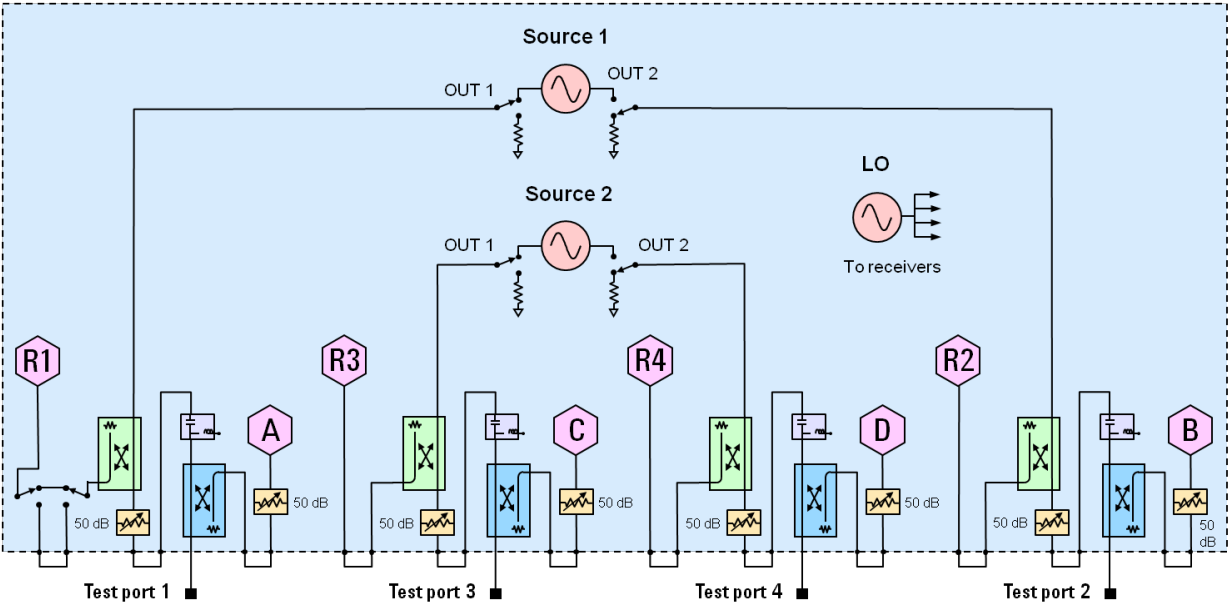 Source 1
OUT 1
OUT 2
LO
Source 2
OUT 1
OUT 2
To receivers
R1
R3
R4
R2
A
C
D
B
50 dB
50 dB
50 dB
50 dB
50 dB
50 dB
50 dB
50
dB
Test port 1
Test port 3
Test port 4
Test port 2